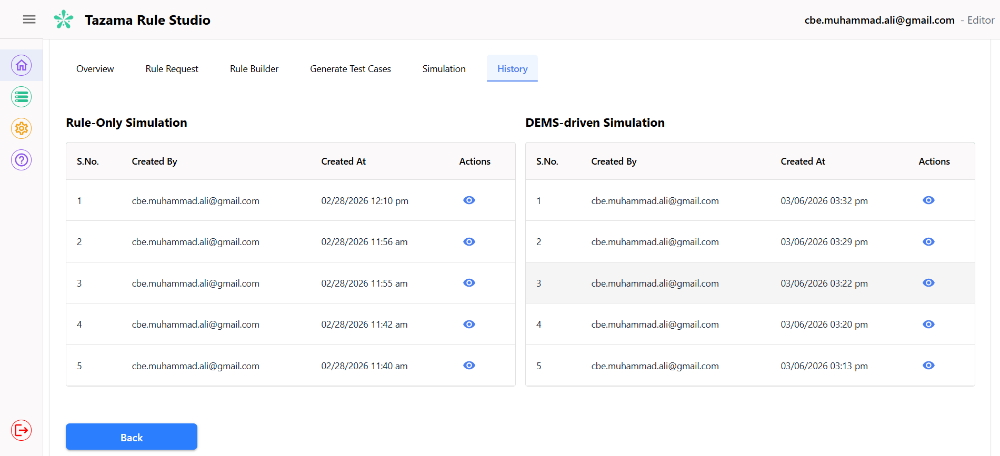 Tazama Rule Studio
cbe.muhammad.ali@gmail.com - Editor
Overview Rule Request Rule Builder Generate Test Cases Simulation History
Rule-Only Simulation
S.No. Created By Created At Actions
1 cbe.muhammad.ali@gmail.com 02/28/2026 12:10 pm
2 cbe.muhammad.ali@gmail.com 02/28/2026 11:56 am
3 cbe.muhammad.ali@gmail.com 02/28/2026 11:55 am
4 cbe.muhammad.ali@gmail.com 02/28/2026 11:42 am
5 cbe.muhammad.ali@gmail.com 02/28/2026 11:40 am
DEMS-driven Simulation
S.No. Created By Created At Actions
1 cbe.muhammad.ali@gmail.com 03/06/2026 03:32 pm
2 cbe.muhammad.ali@gmail.com 03/06/2026 03:29 pm
3 cbe.muhammad.ali@gmail.com 03/06/2026 03:22 pm
4 cbe.muhammad.ali@gmail.com 03/06/2026 03:20 pm
5 cbe.muhammad.ali@gmail.com 03/06/2026 03:13 pm
Back